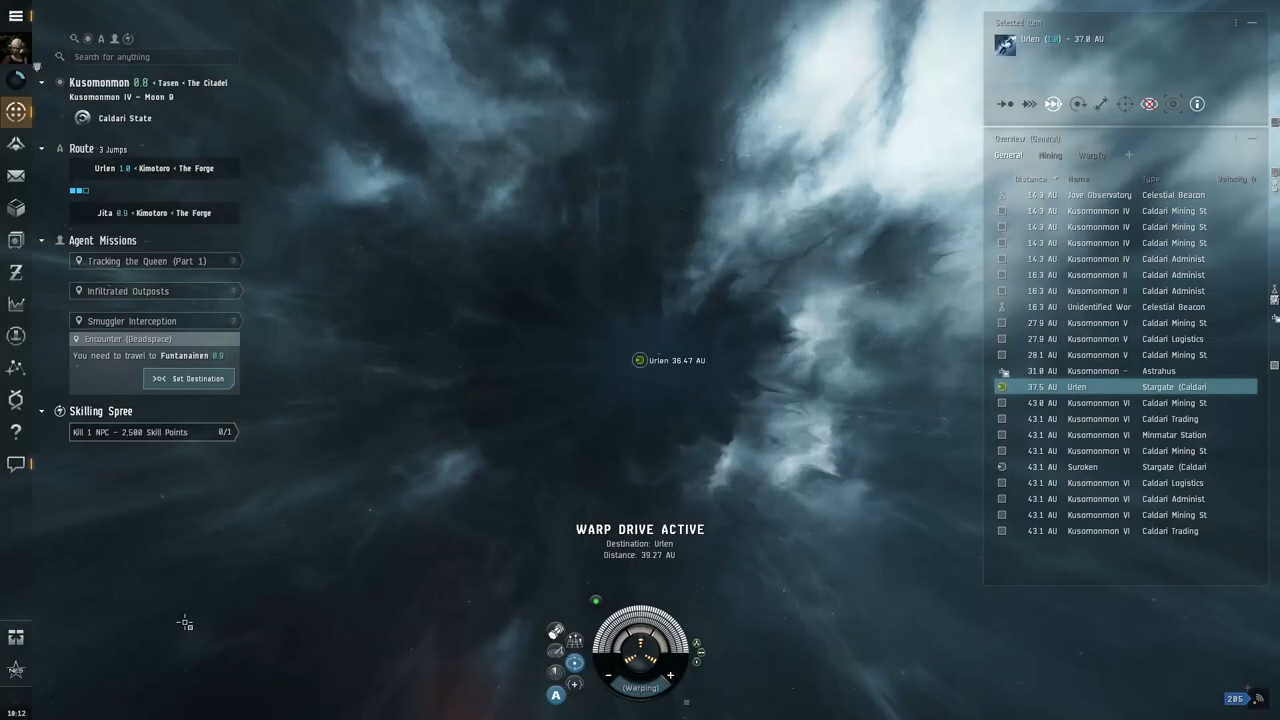 Search for anything
Kusomonmon 0.8 < Tasen < The Citadel
Kusomonmon IV - Moon 9
Caldari State
Route 3 Jumps
Urlen 1.0 < Kimotoro < The Forge
Jita 0.9 < Kimotoro < The Forge
Agent Missions
Tracking the Queen (Part 1) ?
Infiltrated Outposts ?
Smuggler Interception ?
Encounter (Deadspace)
You need to travel to Funtanainen 0.9
Set Destination
Skilling Spree
Kill 1 NPC - 2,500 Skill Points 0/1
10:12
Urlen 36.47 AU
WARP DRIVE ACTIVE
Destination: Urlen
Distance: 39.27 AU
(Warping)
Selected Item
Urlen (1.0) - 37.0 AU
Overview (General)
General Mining WarpTo +
Distance Name Type Velocity
14.3 AU Jove Observatory Celestial Beacon
14.3 AU Kusomonmon IV Caldari Mining St
14.3 AU Kusomonmon IV Caldari Mining St
14.3 AU Kusomonmon IV Caldari Mining St
14.3 AU Kusomonmon IV Caldari Administ
16.3 AU Kusomonmon II Caldari Administ
16.3 AU Kusomonmon II Caldari Administ
16.3 AU Unidentified Wor Celestial Beacon
27.9 AU Kusomonmon V Caldari Mining St
27.9 AU Kusomonmon V Caldari Logistics
28.1 AU Kusomonmon V Caldari Mining St
31.0 AU Kusomonmon - Astrahus
37.5 AU Urlen Stargate (Caldari
43.0 AU Kusomonmon VI Caldari Mining St
43.1 AU Kusomonmon VI Caldari Trading
43.1 AU Kusomonmon VI Minmatar Station
43.1 AU Kusomonmon VI Caldari Mining St
43.1 AU Suroken Stargate (Caldari
43.1 AU Kusomonmon VI Caldari Logistics
43.1 AU Kusomonmon VI Caldari Administ
43.1 AU Kusomonmon VI Caldari Mining St
43.1 AU Kusomonmon VI Caldari Trading
205